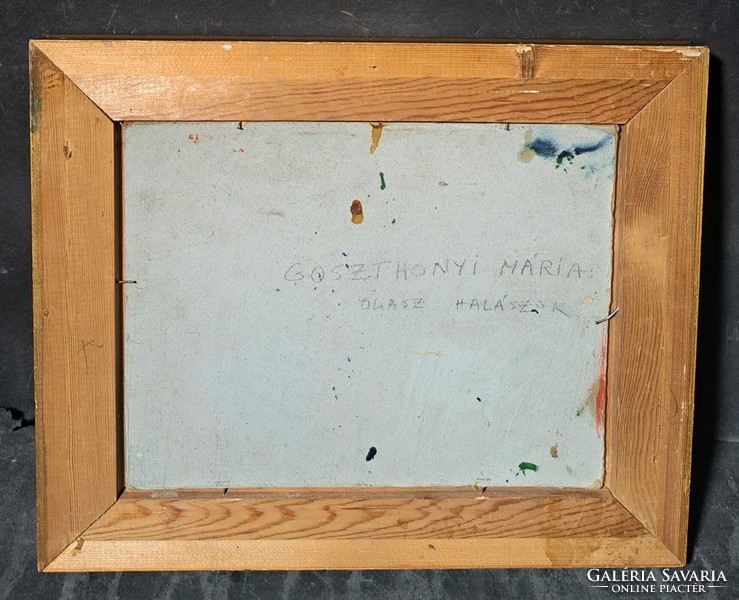 GOSZTHONYI MÁRIA:
OLASZ HALÁSZOK
GALÉRIA SAVARIA
ONLINE PIACTÉR